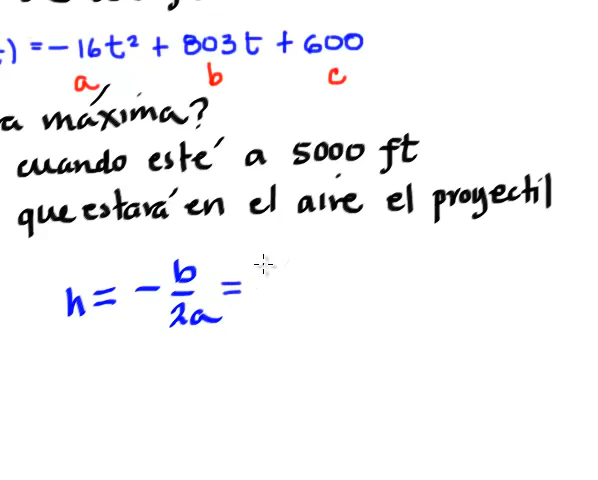 ) = -16t² + 803t + 600
a b c
a máxima?
cuando esté a 5000 ft
que estará en el aire el proyectil
h = - b/2a =